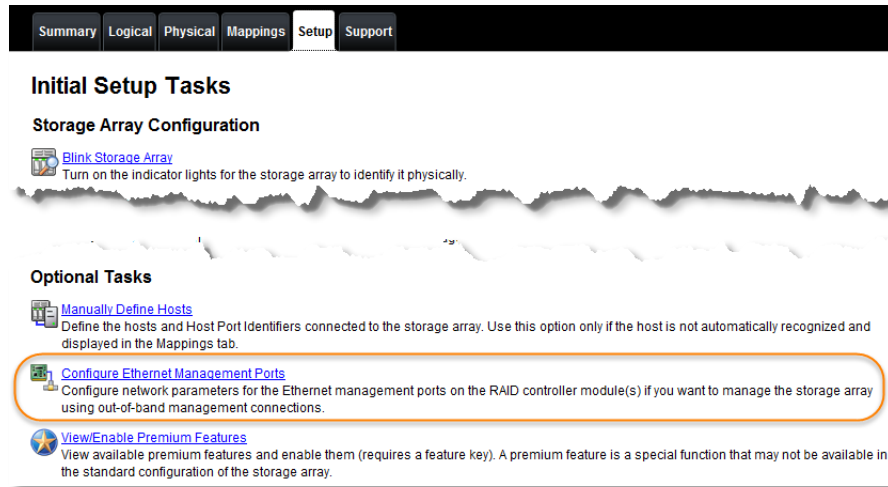 Summary Logical Physical Mappings Setup Support
Initial Setup Tasks
Storage Array Configuration
Blink Storage Array
Turn on the indicator lights for the storage array to identify it physically.
Optional Tasks
Manually Define Hosts
Define the hosts and Host Port Identifiers connected to the storage array. Use this option only if the host is not automatically recognized and
displayed in the Mappings tab.
Configure Ethernet Management Ports
Configure network parameters for the Ethernet management ports on the RAID controller module(s) if you want to manage the storage array
using out-of-band management connections.
View/Enable Premium Features
View available premium features and enable them (requires a feature key). A premium feature is a special function that may not be available in
the standard configuration of the storage array.